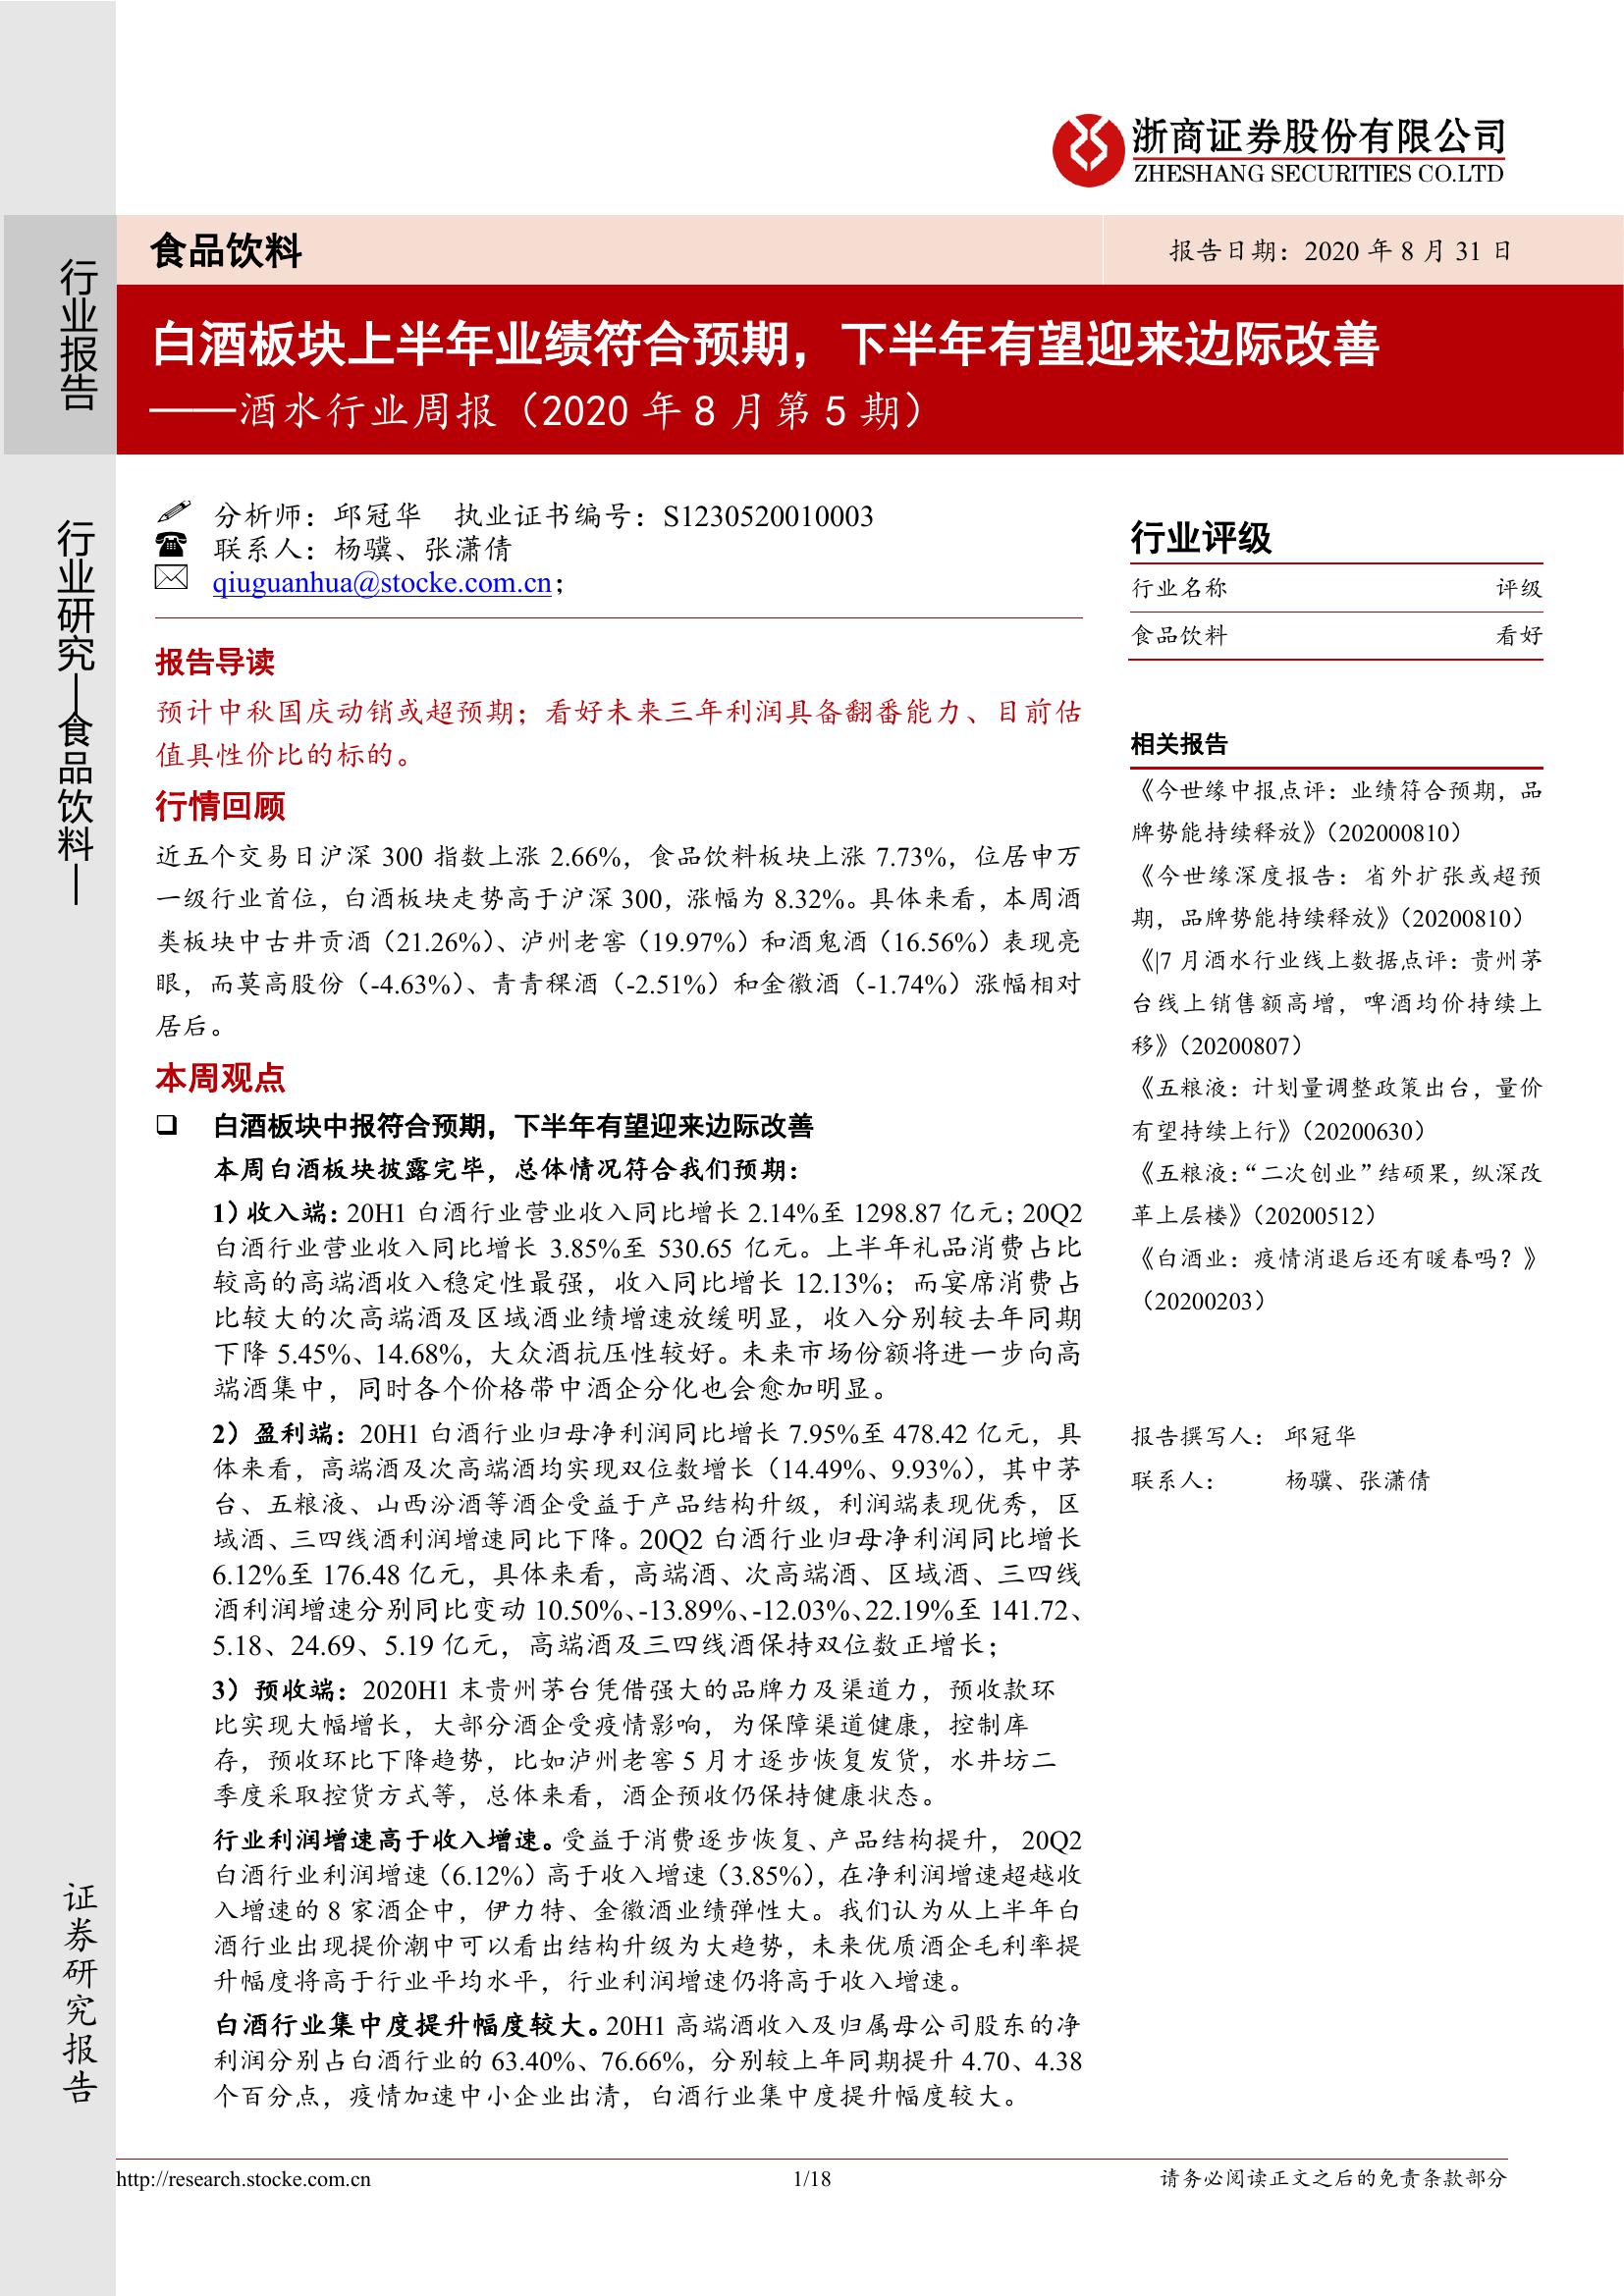 浙商证券股份有限公司
ZHESHANG SECURITIES CO.LTD
行业报告
食品饮料
报告日期：2020 年 8 月 31 日
白酒板块上半年业绩符合预期，下半年有望迎来边际改善
——酒水行业周报（2020 年 8 月第 5 期）
行业研究—食品饮料—
分析师：邱冠华 执业证书编号：S1230520010003
联系人：杨骥、张潇倩
qiuguanhua@stocke.com.cn；
报告导读
预计中秋国庆动销或超预期；看好未来三年利润具备翻番能力、目前估
值具性价比的标的。
行情回顾
近五个交易日沪深 300 指数上涨 2.66%，食品饮料板块上涨 7.73%，位居申万
一级行业首位，白酒板块走势高于沪深 300，涨幅为 8.32%。具体来看，本周酒
类板块中古井贡酒（21.26%）、泸州老窖（19.97%）和酒鬼酒（16.56%）表现亮
眼，而莫高股份（-4.63%）、青青稞酒（-2.51%）和金徽酒（-1.74%）涨幅相对
居后。
本周观点
❑ 白酒板块中报符合预期，下半年有望迎来边际改善
本周白酒板块披露完毕，总体情况符合我们预期：
1）收入端：20H1 白酒行业营业收入同比增长 2.14%至 1298.87 亿元；20Q2
白酒行业营业收入同比增长 3.85%至 530.65 亿元。上半年礼品消费占比
较高的高端酒收入稳定性最强，收入同比增长 12.13%；而宴席消费占
比较大的次高端酒及区域酒业绩增速放缓明显，收入分别较去年同期
下降 5.45%、14.68%，大众酒抗压性较好。未来市场份额将进一步向高
端酒集中，同时各个价格带中酒企分化也会愈加明显。
2）盈利端：20H1 白酒行业归母净利润同比增长 7.95%至 478.42 亿元，具
体来看，高端酒及次高端酒均实现双位数增长（14.49%、9.93%），其中茅
台、五粮液、山西汾酒等酒企受益于产品结构升级，利润端表现优秀，区
域酒、三四线酒利润增速同比下降。20Q2 白酒行业归母净利润同比增长
6.12%至 176.48 亿元，具体来看，高端酒、次高端酒、区域酒、三四线
酒利润增速分别同比变动 10.50%、-13.89%、-12.03%、22.19%至 141.72、
5.18、24.69、5.19 亿元，高端酒及三四线酒保持双位数正增长；
3）预收端：2020H1 末贵州茅台凭借强大的品牌力及渠道力，预收款环
比实现大幅增长，大部分酒企受疫情影响，为保障渠道健康，控制库
存，预收环比下降趋势，比如泸州老窖 5 月才逐步恢复发货，水井坊二
季度采取控货方式等，总体来看，酒企预收仍保持健康状态。
行业利润增速高于收入增速。受益于消费逐步恢复、产品结构提升， 20Q2
白酒行业利润增速（6.12%）高于收入增速（3.85%），在净利润增速超越收
入增速的 8 家酒企中，伊力特、金徽酒业绩弹性大。我们认为从上半年白
酒行业出现提价潮中可以看出结构升级为大趋势，未来优质酒企毛利率提
升幅度将高于行业平均水平，行业利润增速仍将高于收入增速。
白酒行业集中度提升幅度较大。20H1 高端酒收入及归属母公司股东的净
利润分别占白酒行业的 63.40%、76.66%，分别较上年同期提升 4.70、4.38
个百分点，疫情加速中小企业出清，白酒行业集中度提升幅度较大。
行业评级
行业名称 评级
食品饮料 看好
相关报告
《今世缘中报点评：业绩符合预期，品
牌势能持续释放》（202000810）
《今世缘深度报告：省外扩张或超预
期，品牌势能持续释放》（20200810）
《|7 月酒水行业线上数据点评：贵州茅
台线上销售额高增，啤酒均价持续上
移》（20200807）
《五粮液：计划量调整政策出台，量价
有望持续上行》（20200630）
《五粮液：“二次创业”结硕果，纵深改
革上层楼》（20200512）
《白酒业：疫情消退后还有暖春吗？》
（20200203）
报告撰写人： 邱冠华
联系人： 杨骥、张潇倩
证券研究报告
http://research.stocke.com.cn
1/18
请务必阅读正文之后的免责条款部分